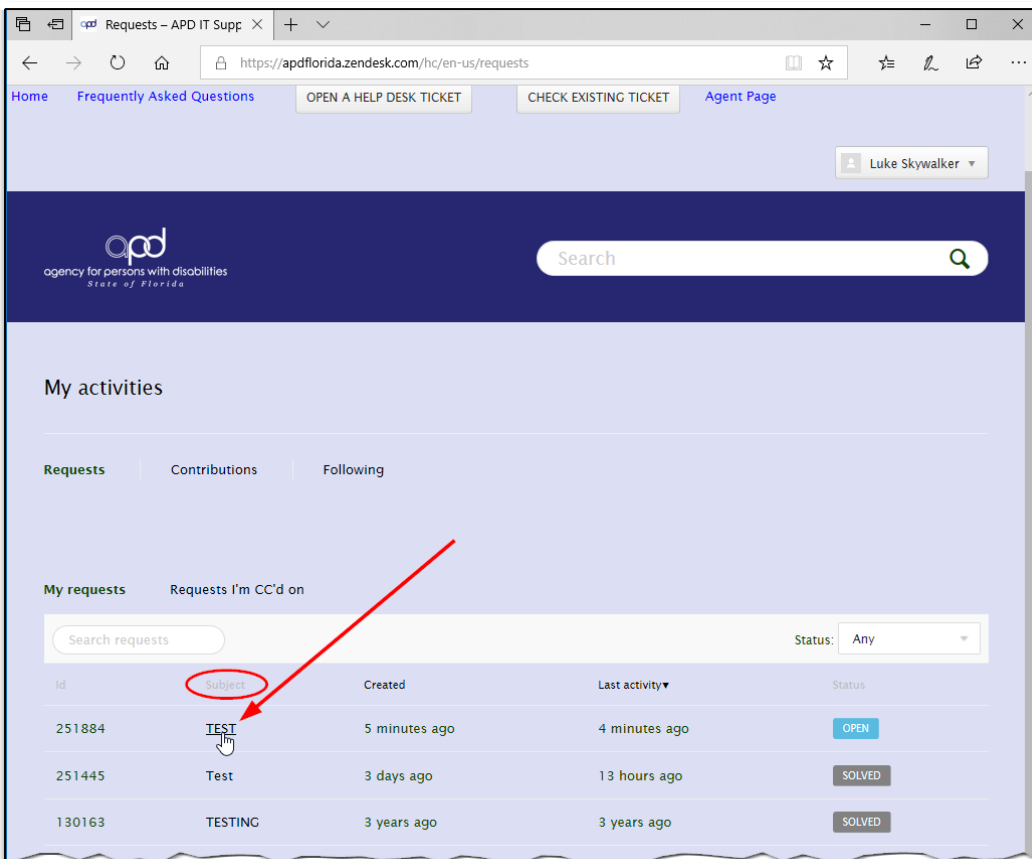 Requests – APD IT Supp
https://apdflorida.zendesk.com/hc/en-us/requests
Home Frequently Asked Questions OPEN A HELP DESK TICKET CHECK EXISTING TICKET Agent Page
Luke Skywalker
apd
agency for persons with disabilities
State of Florida
Search
My activities
Requests Contributions Following
My requests Requests I'm CC'd on
Search requests Status: Any
Id Subject Created Last activity▼ Status
251884 TEST 5 minutes ago 4 minutes ago OPEN
251445 Test 3 days ago 13 hours ago SOLVED
130163 TESTING 3 years ago 3 years ago SOLVED